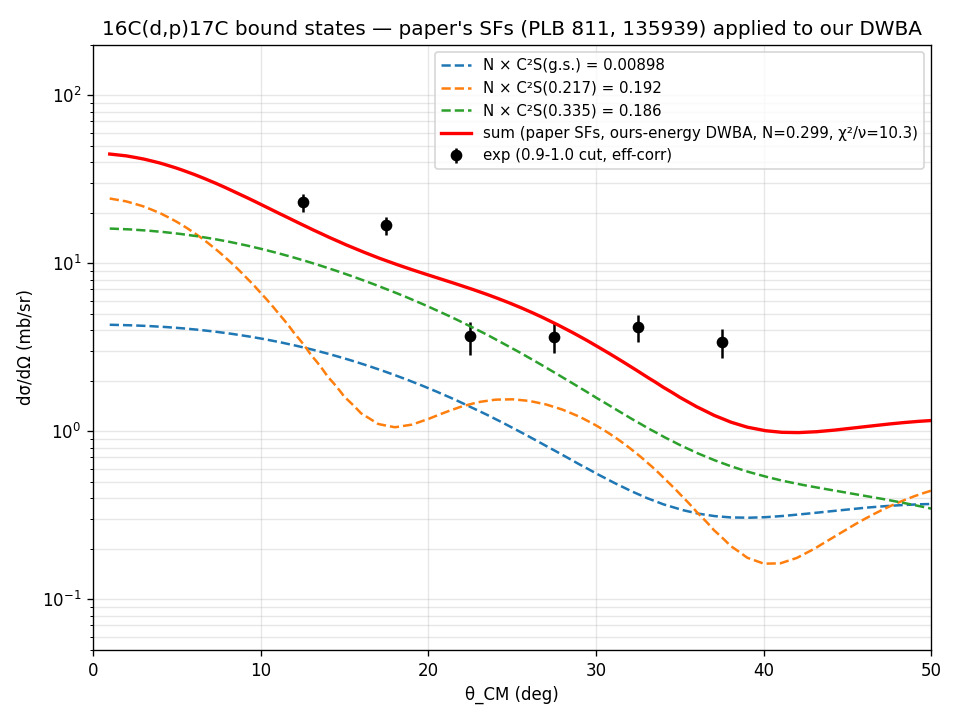 16C(d,p)17C bound states — paper's SFs (PLB 811, 135939) applied to our DWBA
N × C²S(g.s.) = 0.00898
N × C²S(0.217) = 0.192
N × C²S(0.335) = 0.186
sum (paper SFs, ours-energy DWBA, N=0.299, χ²/ν=10.3)
exp (0.9-1.0 cut, eff-corr)
dσ/dΩ (mb/sr)
10²
10¹
10⁰
10⁻¹
0 10 20 30 40 50
θ_CM (deg)